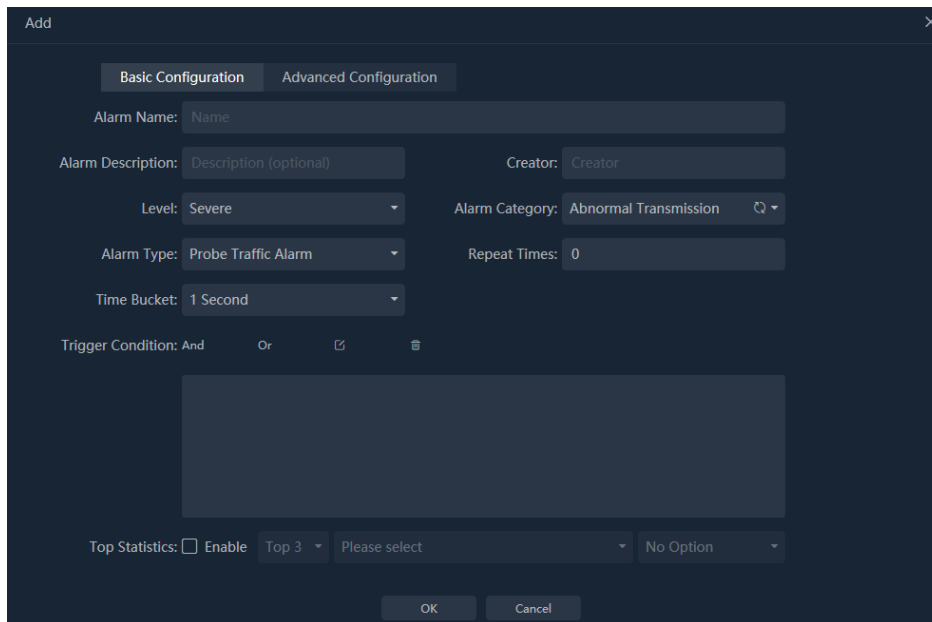 Add
Basic Configuration Advanced Configuration
Alarm Name: Name
Alarm Description: Description (optional) Creator: Creator
Level: Severe Alarm Category: Abnormal Transmission
Alarm Type: Probe Traffic Alarm Repeat Times: 0
Time Bucket: 1 Second
Trigger Condition: And Or
Top Statistics: Enable Top 3 Please select No Option
OK Cancel